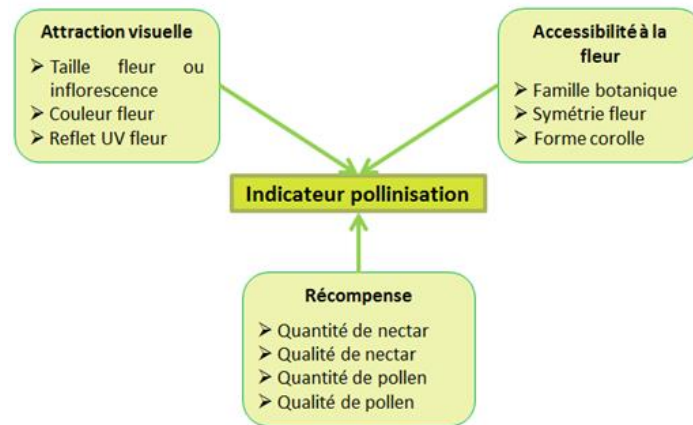 Attraction visuelle
➤ Taille fleur ou
inflorescence
➤ Couleur fleur
➤ Reflet UV fleur
Accessibilité à la
fleur
➤ Famille botanique
➤ Symétrie fleur
➤ Forme corolle
Indicateur pollinisation
Récompense
➤ Quantité de nectar
➤ Qualité de nectar
➤ Quantité de pollen
➤ Qualité de pollen